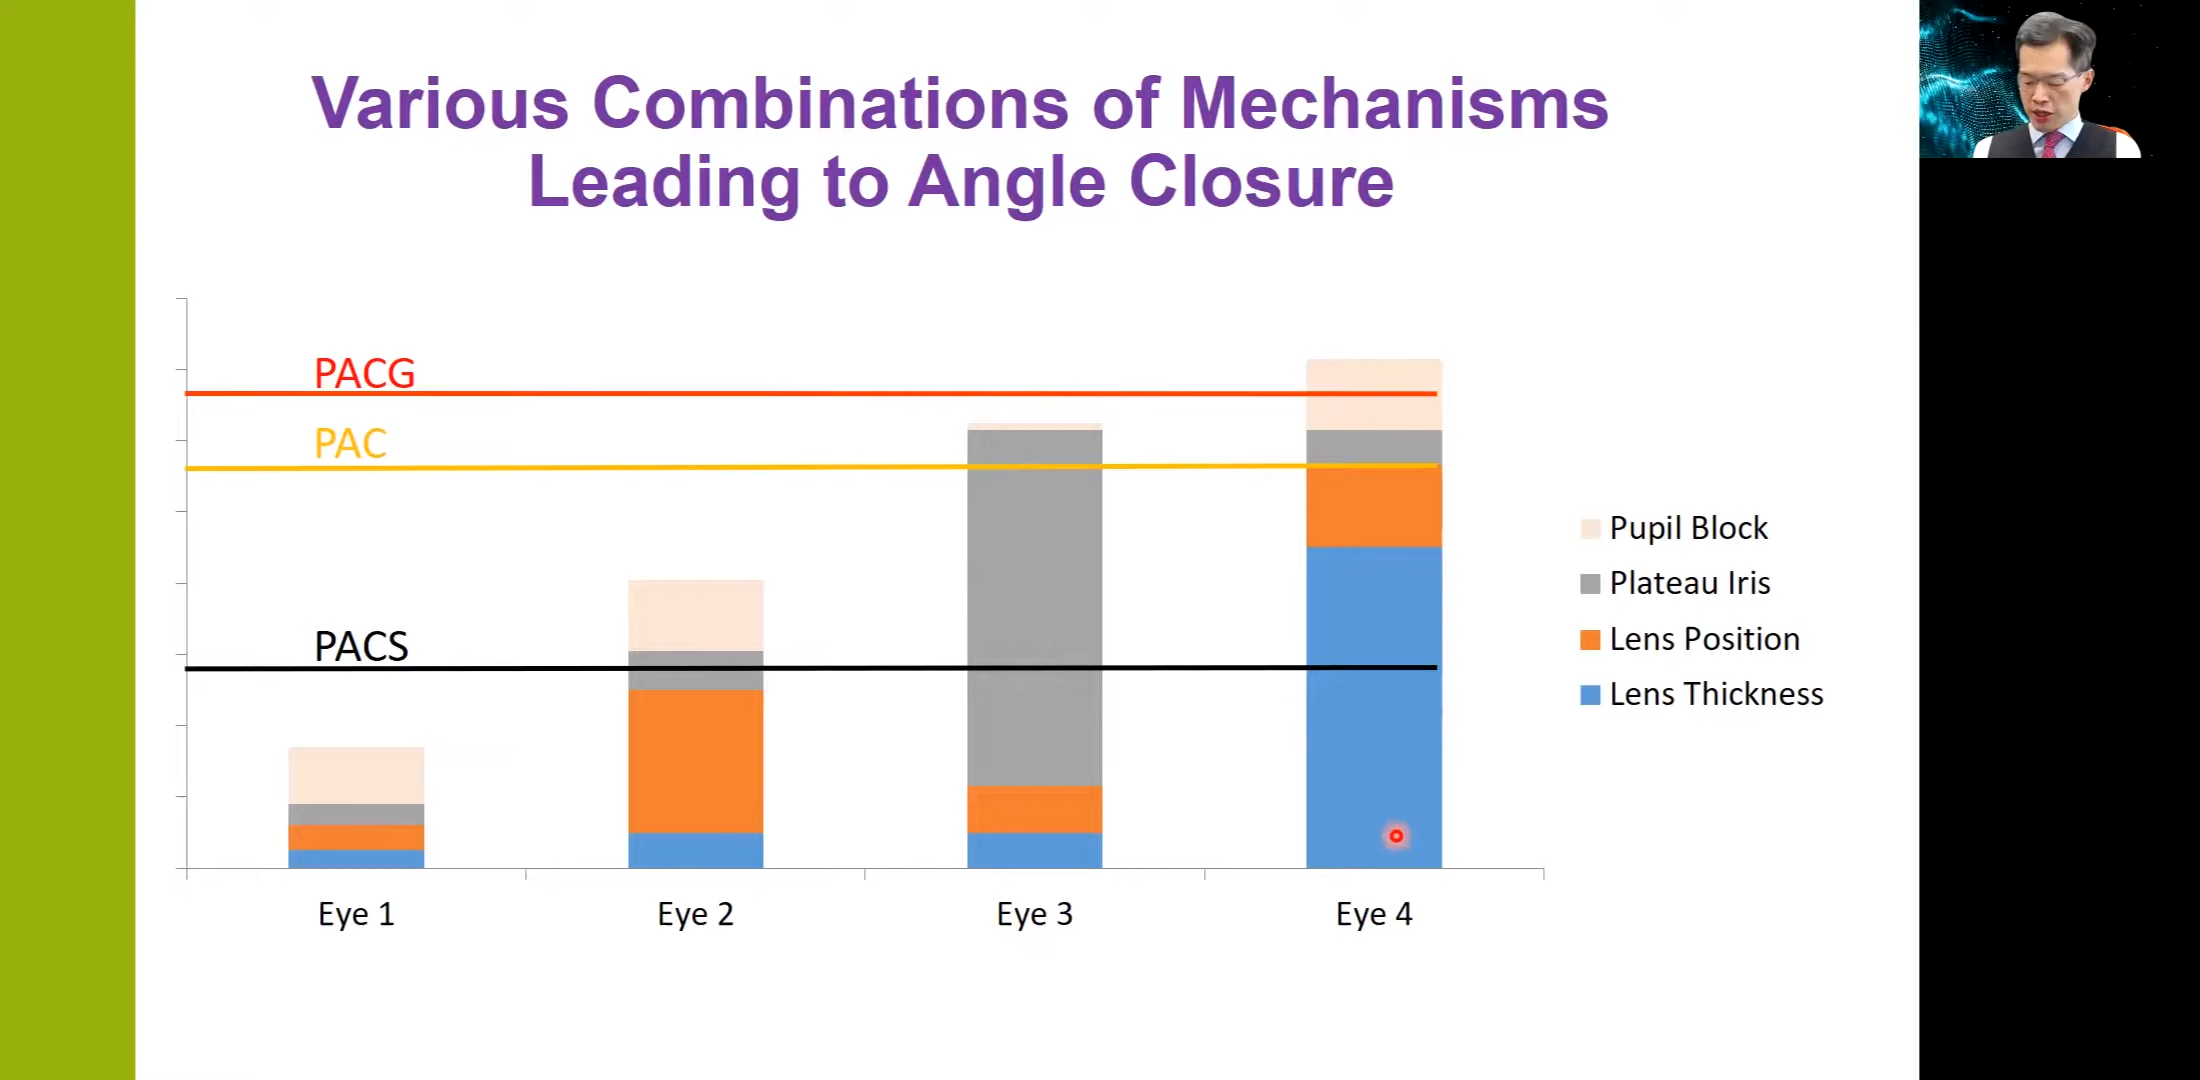 Various Combinations of Mechanisms
Leading to Angle Closure
PACG
PAC
PACS
Pupil Block
Plateau Iris
Lens Position
Lens Thickness
Eye 1
Eye 2
Eye 3
Eye 4